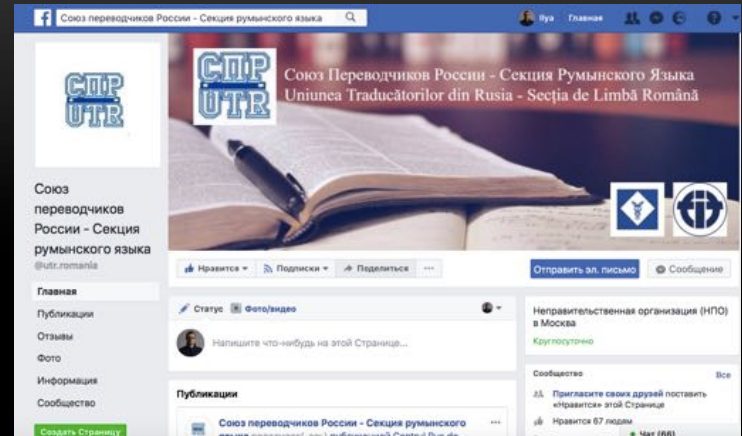 Союз переводчиков России - Секция румынского языка
Ilya Главная
СПР
UTR
СПР
UTR
Союз Переводчиков России - Секция Румынского Языка
Uniunea Traducătorilor din Rusia - Secția de Limbă Română
Союз
переводчиков
России - Секция
румынского языка
@utr.romania
Нравится Подписки Поделиться ...
Отправить эл. письмо Сообщение
Главная
Публикации
Отзывы
Фото
Информация
Сообщество
Создать Страницу
Статус Фото/видео
Напишите что-нибудь на этой Странице...
Публикации
Союз переводчиков России - Секция румынского
Неправительственная организация (НПО)
в Москва
Круглосуточно
Сообщество Все
Пригласите своих друзей поставить
«Нравится» этой Странице
Нравится 67 людям
Чат (66)